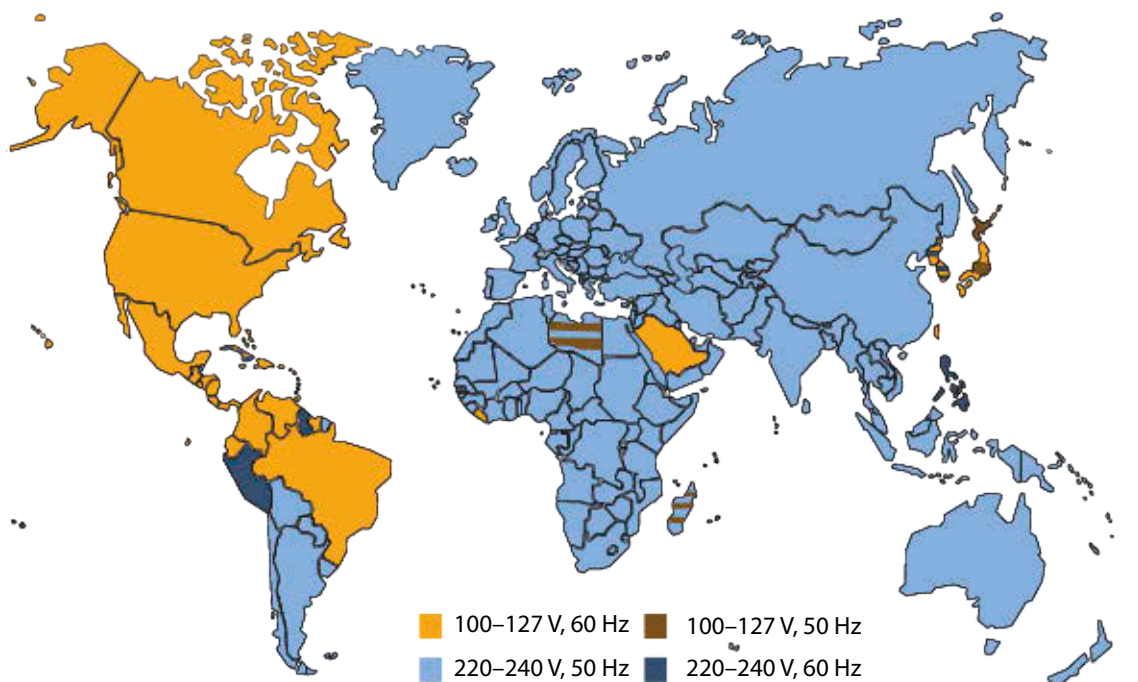 100–127 V, 60 Hz
100–127 V, 50 Hz
220–240 V, 50 Hz
220–240 V, 60 Hz